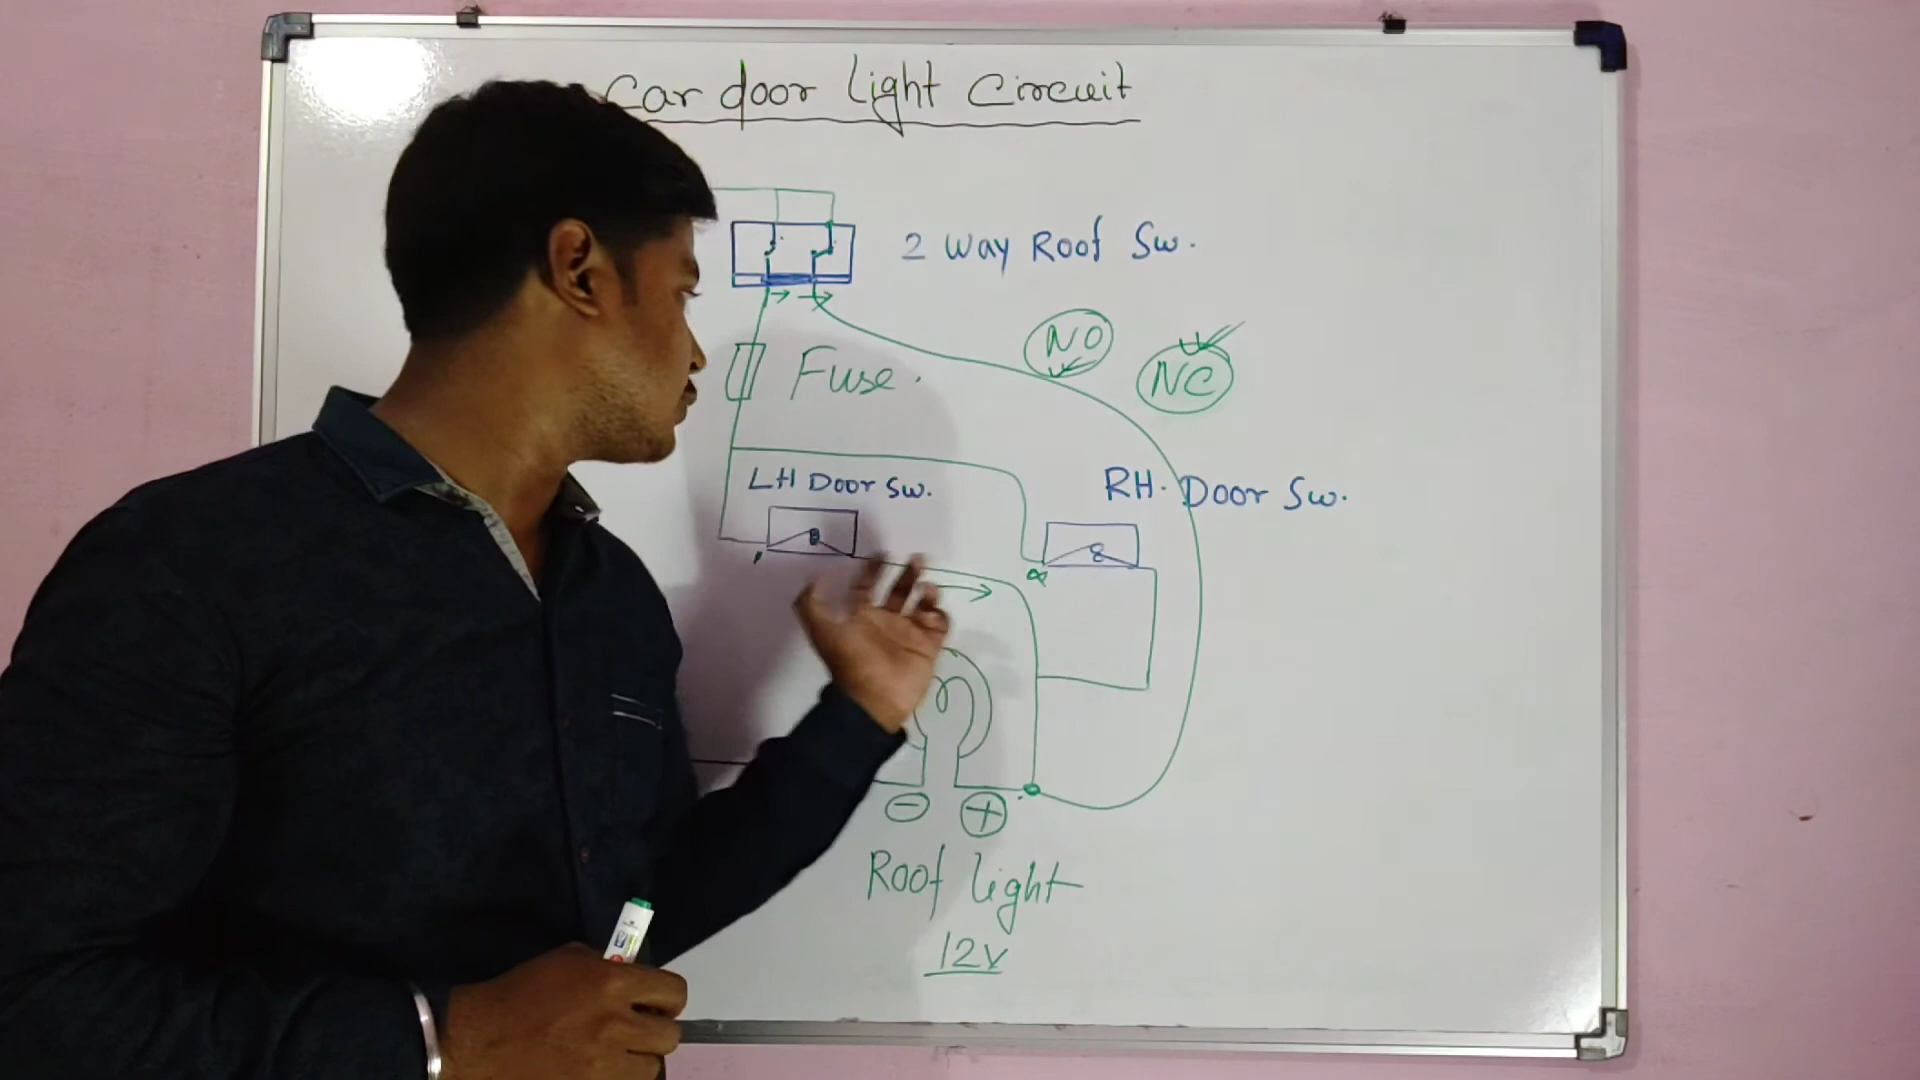 Car door Light Circuit
2 Way Roof Sw.
NO
NC
Fuse.
LH Door Sw.
RH. Door Sw.
- +
Roof light
12V